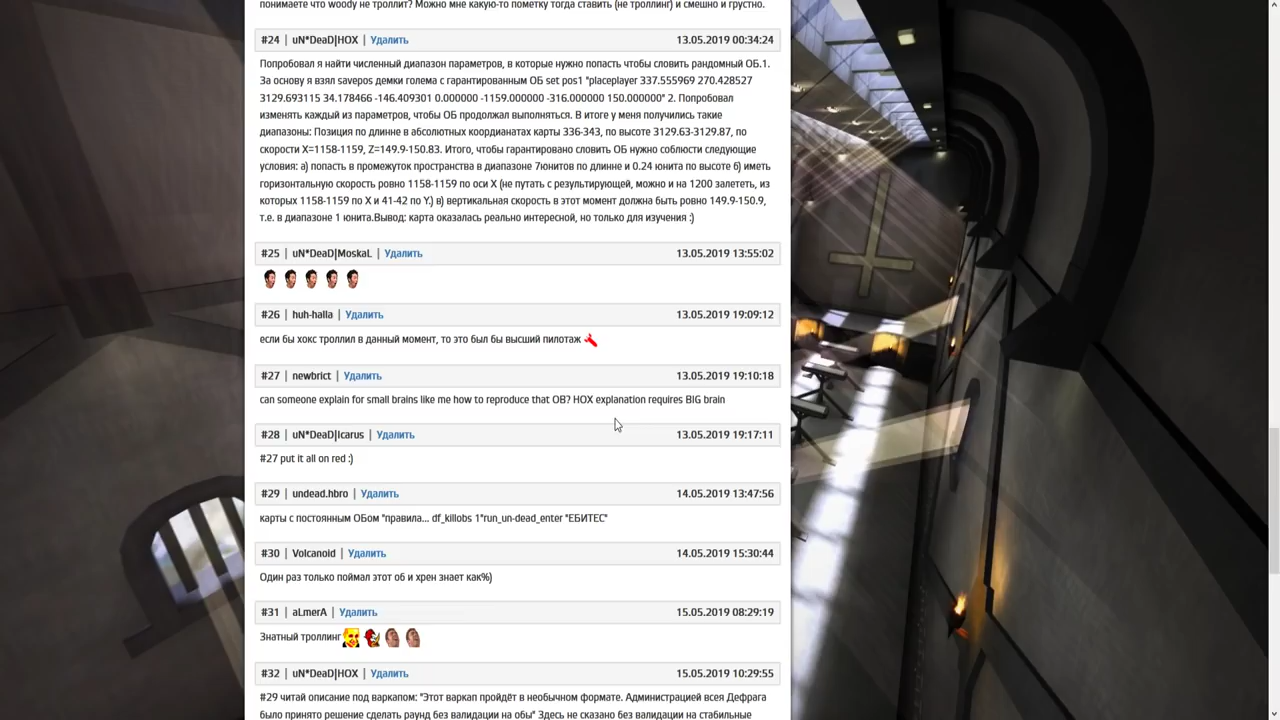 понимаете что woody не троллит? Можно мне какую-то пометку тогда ставить (не троллинг) и смешно и грустно.
#24 | uN*DeaD|HOX | Удалить 13.05.2019 00:34:24
Попробовал я найти численный диапазон параметров, в которые нужно попасть чтобы словить рандомный ОБ.1.
За основу я взял savepos демки голема с гарантированным ОБ set pos1 "placeplayer 337.555969 270.428527
3129.693115 34.178466 -146.409301 0.000000 -1159.000000 -316.000000 150.000000" 2. Попробовал
изменять каждый из параметров, чтобы ОБ продолжал выполняться. В итоге у меня получились такие
диапазоны: Позиция по длинне в абсолютных коордианатах карты 336-343, по высоте 3129.63-3129.87, по
скорости X=1158-1159, Z=149.9-150.83. Итого, чтобы гарантировано словить ОБ нужно соблюсти следующие
условия: а) попасть в промежуток пространства в диапазоне 7юнитов по длинне и 0.24 юнита по высоте б) иметь
горизонтальную скорость ровно 1158-1159 по оси X (не путать с результирующей, можно и на 1200 залететь, из
которых 1158-1159 по X и 41-42 по Y.) в) вертикальная скорость в этот момент должна быть ровно 149.9-150.9,
т.е. в диапазоне 1 юнита.Вывод: карта оказалась реально интересной, но только для изучения :)
#25 | uN*DeaD|MoskaL | Удалить 13.05.2019 13:55:02
#26 | huh-halla | Удалить 13.05.2019 19:09:12
если бы хокс троллил в данный момент, то это был бы высший пилотаж
#27 | newbrict | Удалить 13.05.2019 19:10:18
can someone explain for small brains like me how to reproduce that OB? HOX explanation requires BIG brain
#28 | uN*DeaD|Icarus | Удалить 13.05.2019 19:17:11
#27 put it all on red :)
#29 | undead.hbro | Удалить 14.05.2019 13:47:56
карты с постоянным ОБом "правила... df_killobs 1"run_un-dead_enter "ЕБИТЕС"
#30 | Volcanoid | Удалить 14.05.2019 15:30:44
Один раз только поймал этот об и хрен знает как%)
#31 | aLmerA | Удалить 15.05.2019 08:29:19
Знатный троллинг
#32 | uN*DeaD|HOX | Удалить 15.05.2019 10:29:55
#29 читай описание под варкапом: "Этот варкап пройдёт в необычном формате. Администрацией всея Дефрага
было принято решение сделать раунд без валидации на обы" Здесь не сказано без валидации на стабильные